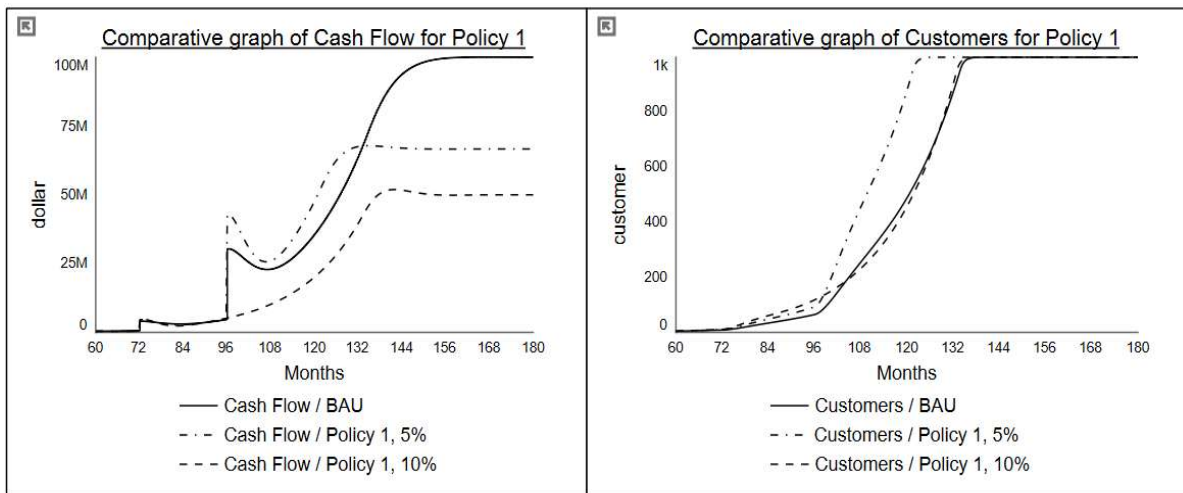 Comparative graph of Cash Flow for Policy 1
100M
75M
50M
25M
0
dollar
60 72 84 96 108 120 132 144 156 168 180
Months
Cash Flow / BAU
Cash Flow / Policy 1, 5%
Cash Flow / Policy 1, 10%
Comparative graph of Customers for Policy 1
1k
800
600
400
200
0
customer
60 72 84 96 108 120 132 144 156 168 180
Months
Customers / BAU
Customers / Policy 1, 5%
Customers / Policy 1, 10%